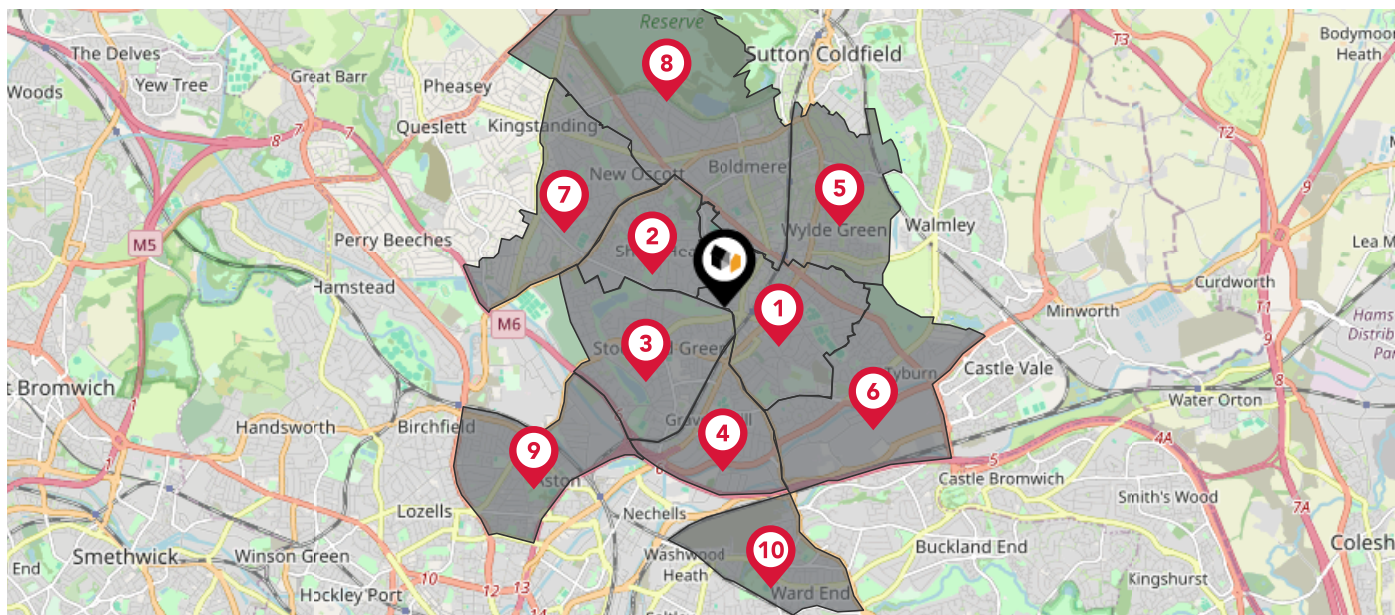 Reserve
T3
Bodymoor
Heath
The Delves
Sutton Coldfield
8
Woods
Yew Tree
Great Barr
Pheasey
7
7
8
Queslett
Kingstanding
T2
Boldmere
New Oscott
5
9
7
2
Walmley
Wylde Green
M5
Perry Beeches
Lea M
Hamstead
1
Curdworth
Minworth
T1
Hams
Distrib
Par
M6
3
9
Castle Vale
Tyburn
8
t Bromwich
6
Water Orton
Handsworth
Birchfield
4
4A
9
6
5
Aston
Castle Bromwich
Smith's Wood
7A
Lozells
Nechells
Smethwick
Winson Green
Washwood
Heath
10
Buckland End
Colesh
End
10
12
13
Kingshurst
Hockley Port
Ward End
14